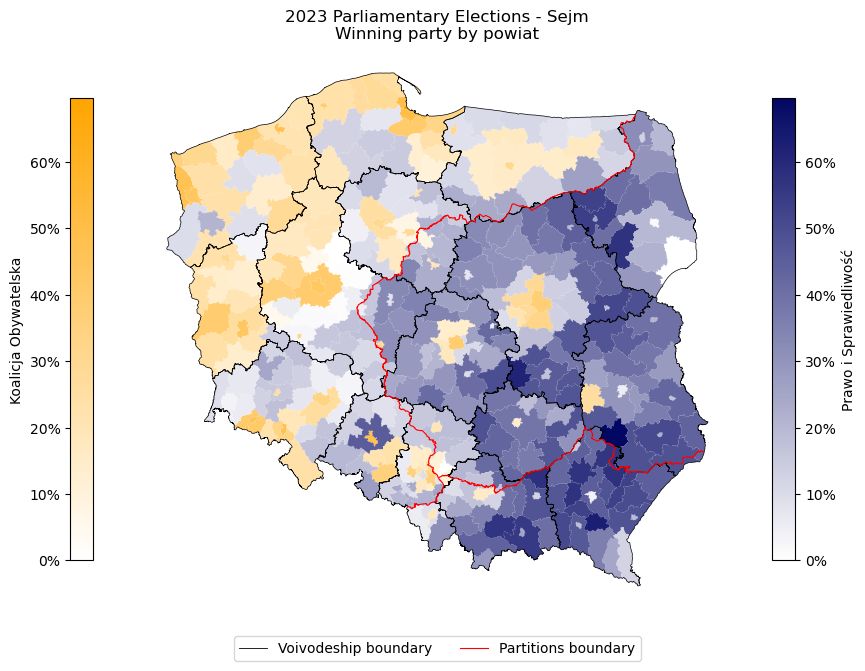 2023 Parliamentary Elections - Sejm
Winning party by powiat
Koalicja Obywatelska
60%
50%
40%
30%
20%
10%
0%
60%
50%
40%
30%
20%
10%
0%
Prawo i Sprawiedliwość
Voivodeship boundary
Partitions boundary